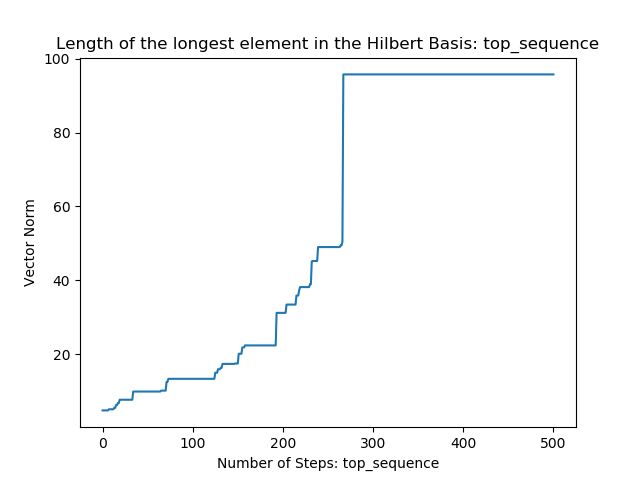 Length of the longest element in the Hilbert Basis: top_sequence
100
80
60
40
20
Vector Norm
0 100 200 300 400 500
Number of Steps: top_sequence